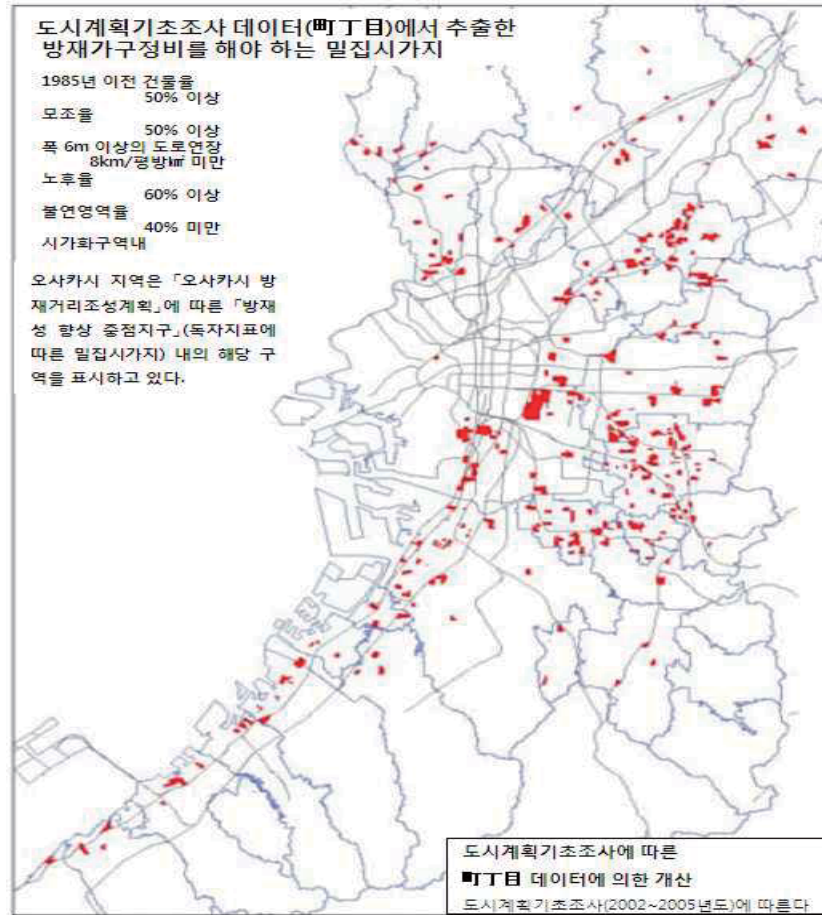 도시계획기초조사 데이터(町丁目)에서 추출한
방재가구정비를 해야 하는 밀집시가지
1985년 이전 건물율
50% 이상
모조율
50% 이상
폭 6m 이상의 도로연장
8km/평방㎢ 미만
노후율
60% 이상
불연영역율
40% 미만
시가화구역내
오사카시 지역은 「오사카시 방
재거리조성계획」에 따른 「방재
성 향상 중점지구」(독자지표에
따른 밀집시가지) 내의 해당 구
역을 표시하고 있다.
도시계획기초조사에 따른
町丁目 데이터에 의한 개산
도시계획기초조사(2002~2005년도)에 따른다